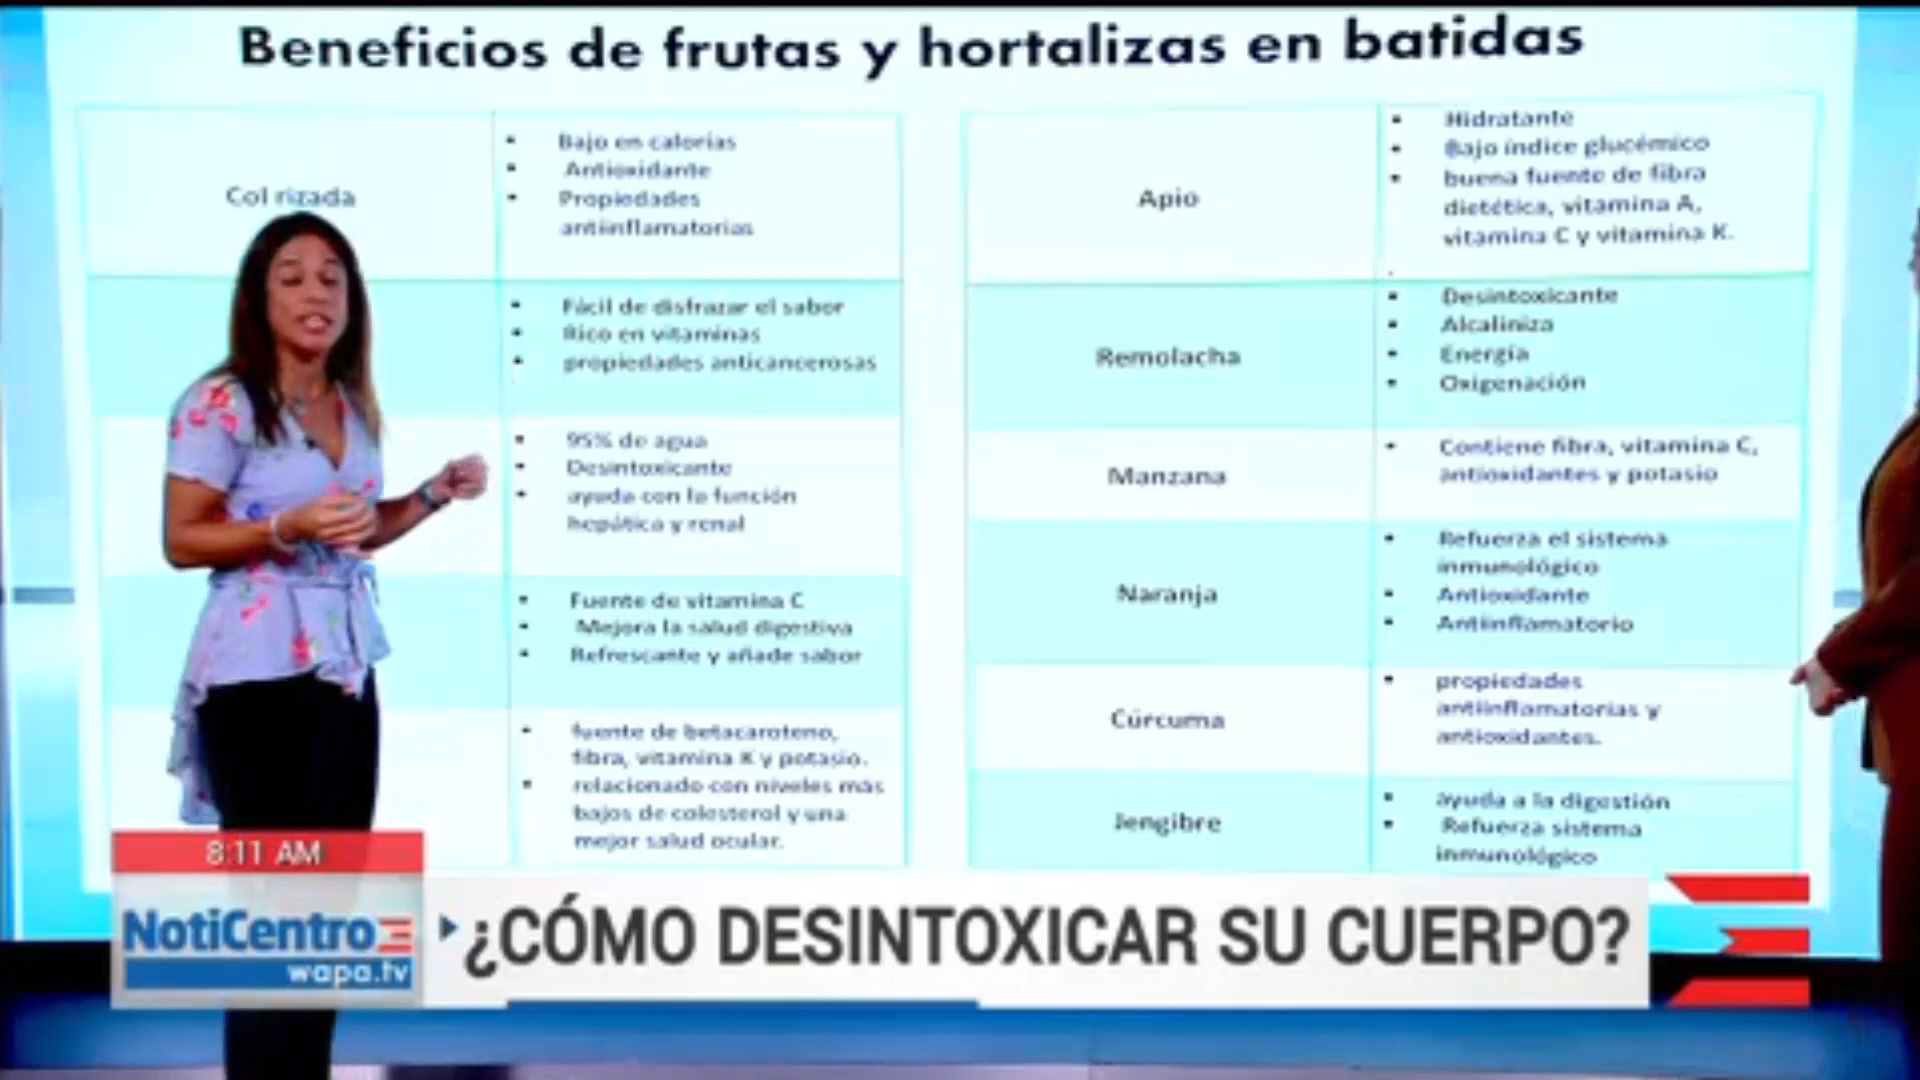 Beneficios de frutas y hortalizas en batidas
Col rizada
• Bajo en calorías
• Antioxidante
• Propiedades
antiinflamatorias
• Fácil de disfrazar el sabor
• Rico en vitaminas
• propiedades anticancerosas
• 95% de agua
• Desintoxicante
• ayuda con la función
hepática y renal
• Fuente de vitamina C
• Mejora la salud digestiva
• Refrescante y añade sabor
• fuente de betacaroteno,
fibra, vitamina K y potasio.
• relacionado con niveles más
bajos de colesterol y una
mejor salud ocular.
Apio
• Hidratante
• Bajo índice glucémico
• buena fuente de fibra
dietética, vitamina A,
vitamina C y vitamina K.
Remolacha
• Desintoxicante
• Alcaliniza
• Energía
• Oxigenación
Manzana
• Contiene fibra, vitamina C,
antioxidantes y potasio
Naranja
• Refuerza el sistema
inmunológico
• Antioxidante
• Antiinflamatorio
Cúrcuma
• propiedades
antiinflamatorias y
antioxidantes.
Jengibre
• ayuda a la digestión
• Refuerza sistema
inmunológico
8:11 AM
NotiCentro
wapa.tv
¿CÓMO DESINTOXICAR SU CUERPO?